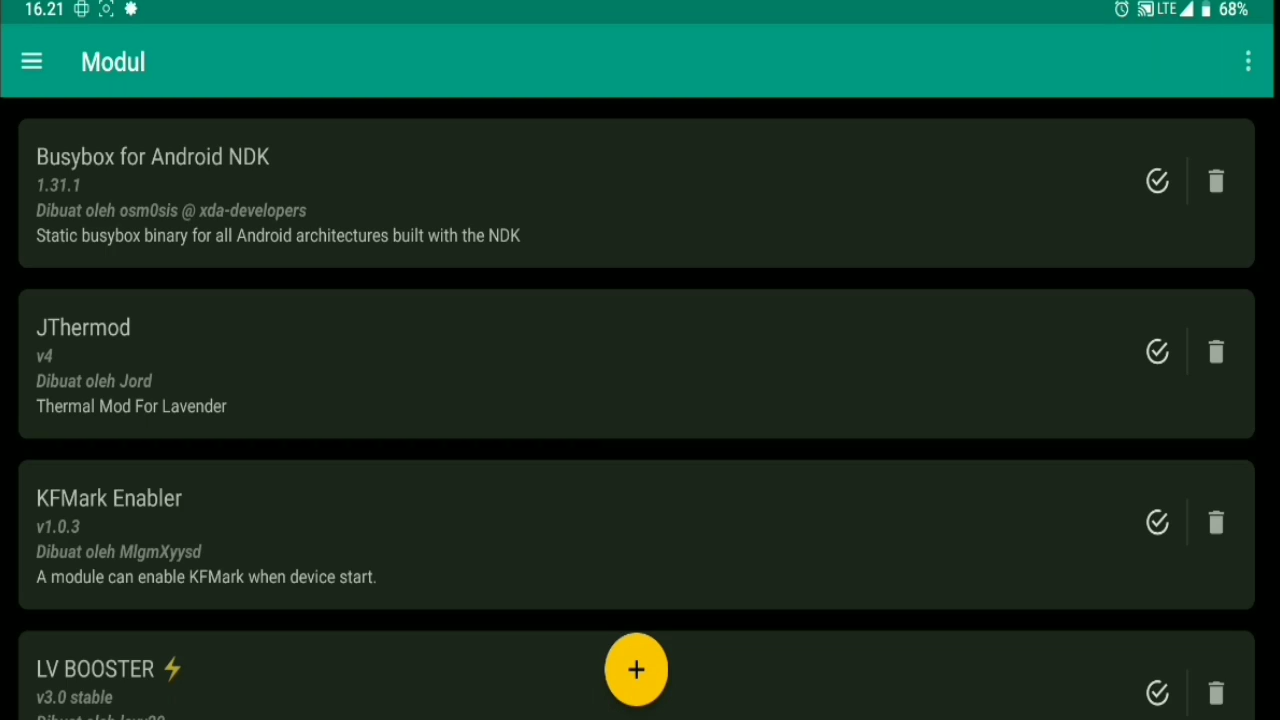 16.21 LTE 68%
Modul
Busybox for Android NDK
1.31.1
Dibuat oleh osm0sis @ xda-developers
Static busybox binary for all Android architectures built with the NDK
JThermod
v4
Dibuat oleh Jord
Thermal Mod For Lavender
KFMark Enabler
v1.0.3
Dibuat oleh MlgmXyysd
A module can enable KFMark when device start.
LV BOOSTER ⚡
v3.0 stable
Dibuat oleh